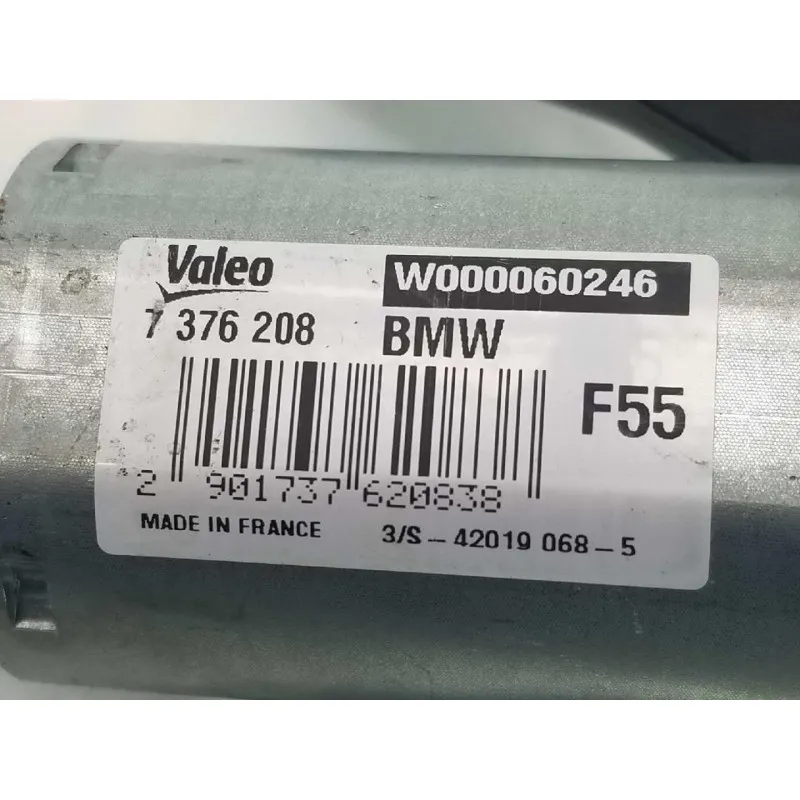 Valeo
W000060246
7 376 208
BMW
F55
2 901737 620838
MADE IN FRANCE
3/S-42019 068-5